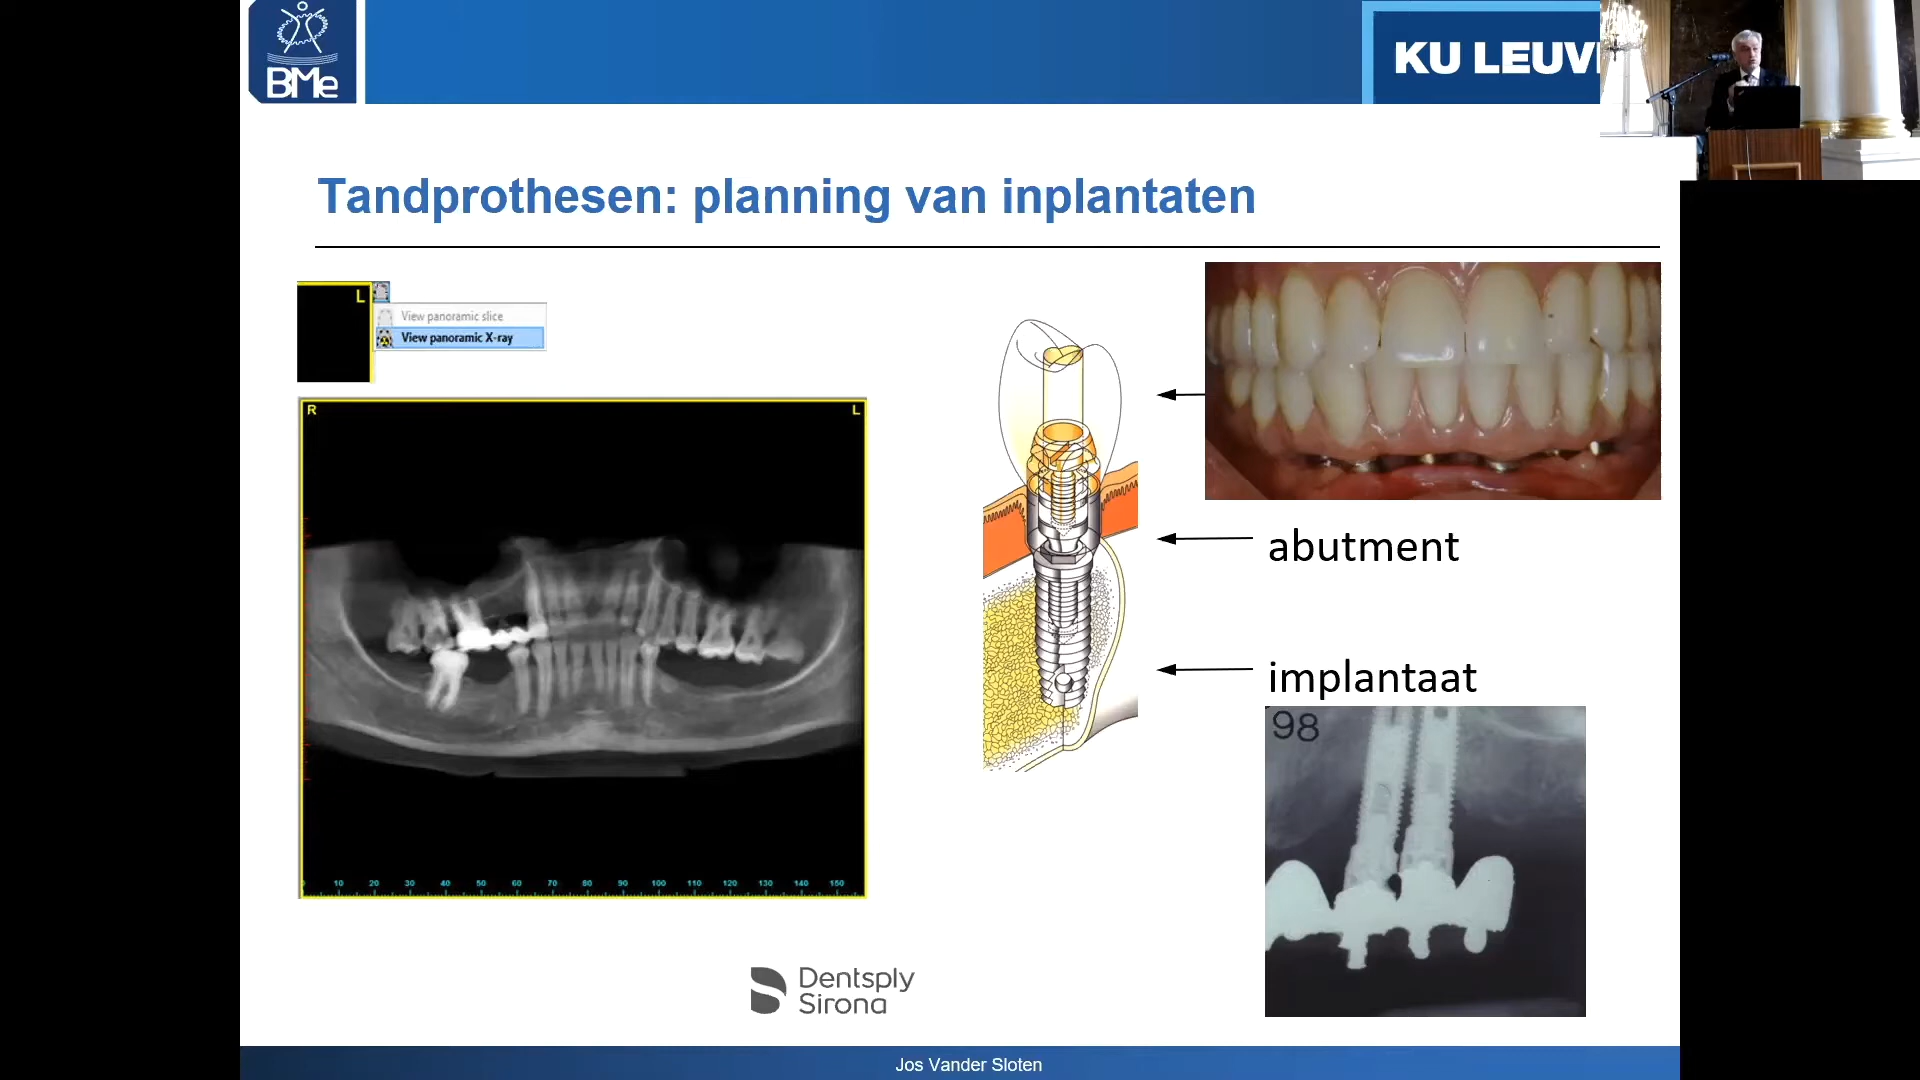 BMe
KU LEUV
Tandprothesen: planning van inplantaten
L
View panoramic slice
View panoramic X-ray
R L
10 20 30 40 50 60 70 80 90 100 110 120 130 140 150
abutment
implantaat
98
Dentsply
Sirona
Jos Vander Sloten